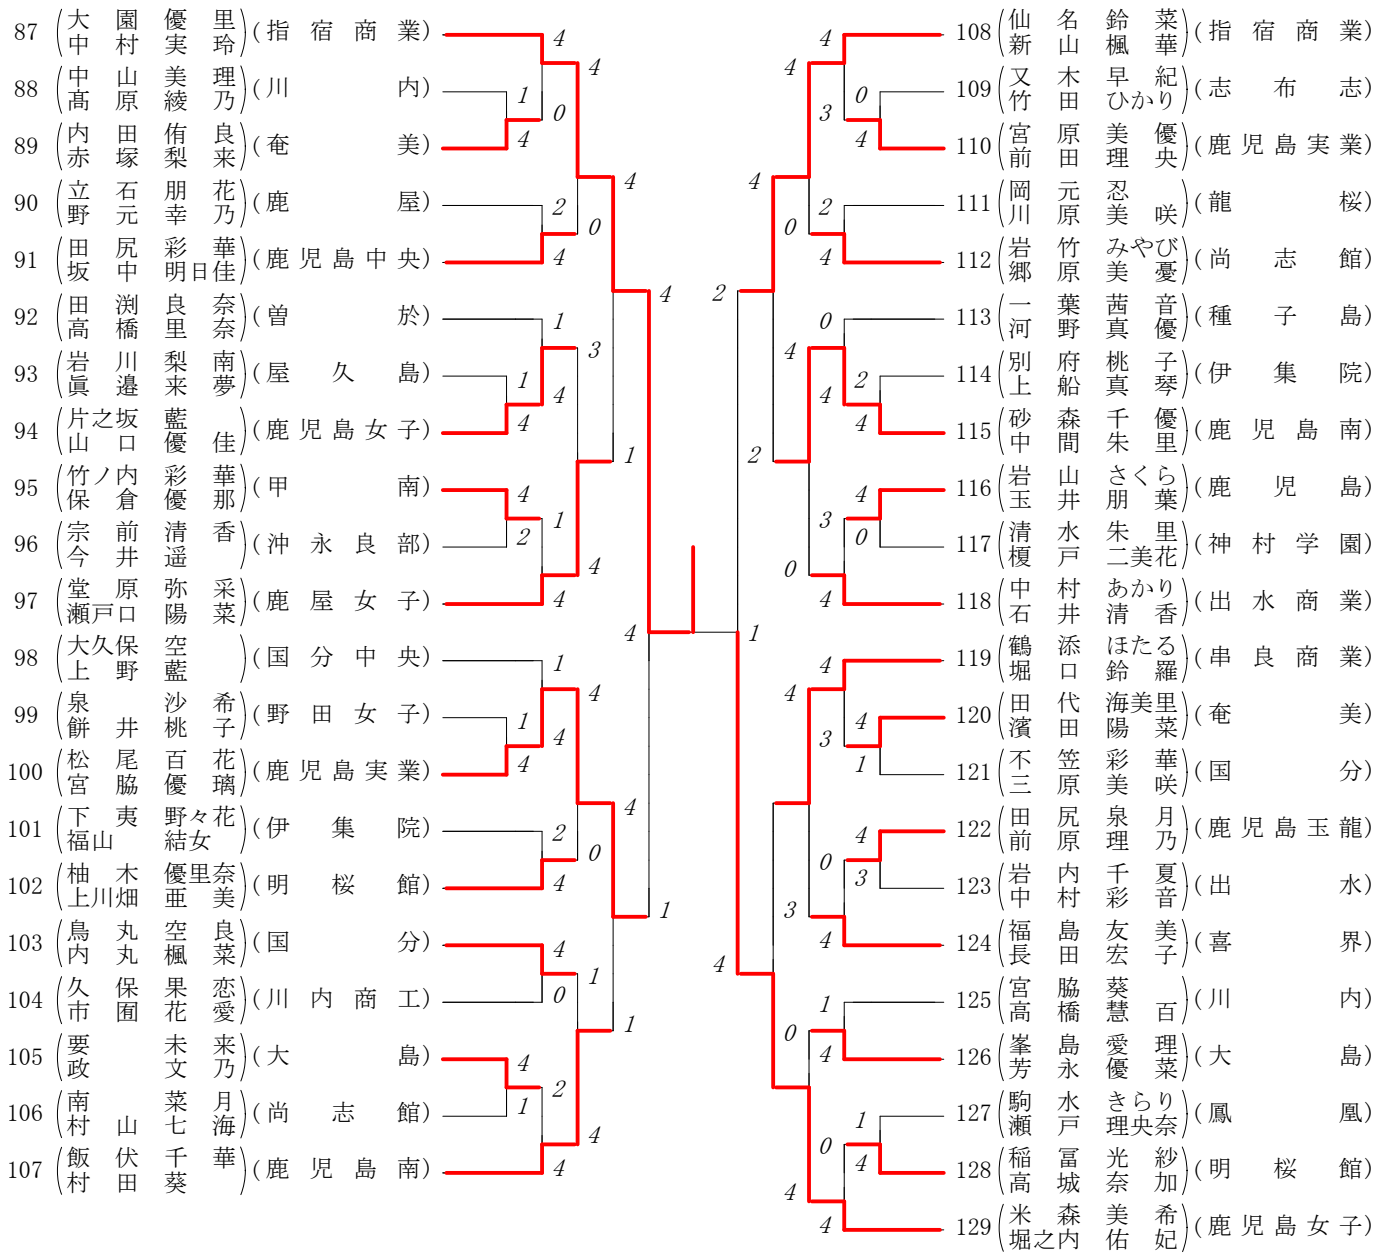 87 大園優里 中村実玲 (指宿商業)
88 中山美理 髙原綾乃 (川内)
89 内田侑良 赤塚梨来 (奄美)
90 立石朋花 野元幸乃 (鹿屋)
91 田尻彩華 坂中明日佳 (鹿児島中央)
92 田渕良奈 高橋里奈 (曽於)
93 岩川梨南 眞邉来夢 (屋久島)
94 片之坂藍 山口優佳 (鹿児島女子)
95 竹ノ内彩華 保倉優那 (甲南)
96 宗前清香 今井遥 (沖永良部)
97 堂原弥采 瀬戸口陽菜 (鹿屋女子)
98 大久保空 上野藍 (国分中央)
99 泉沙希 餅井桃子 (野田女子)
100 松尾百花 宮脇優璃 (鹿児島実業)
101 下夷野々花 福山結女 (伊集院)
102 柚木優里奈 上川畑亜美 (明桜館)
103 鳥丸空良 内丸楓菜 (国分)
104 久保果恋 市囿花愛 (川内商工)
105 要未来 政文乃 (大島)
106 南菜月 村山七海 (尚志館)
107 飯伏千華 村田葵 (鹿児島南)
4
4
1
0
4
4
2
0
4
4
1
3
1
4
4
1
4
1
2
4
4
4
1
4
1
4
4
2
0
4
1
4
1
0
1
4
2
1
4
4
108 仙名鈴菜 新山楓華 (指宿商業)
109 又木早紀 竹田ひかり (志布志)
110 宮原美優 前田理央 (鹿児島実業)
111 岡元忍 川原美咲 (龍桜)
112 岩竹みやび 郷原美憂 (尚志館)
113 一葉茜音 河野真優 (種子島)
114 別府桃子 上船真琴 (伊集院)
115 砂森千優 中間朱里 (鹿児島南)
116 岩山さくら 玉井朋葉 (鹿児島)
117 清水朱里 榎戸二美花 (神村学園)
118 中村あかり 石井清香 (出水商業)
119 鶴添ほたる 堀口鈴羅 (串良商業)
120 田代海美里 濱田陽菜 (奄美)
121 不笠彩華 三原美咲 (国分)
122 田尻泉月 前原理乃 (鹿児島玉龍)
123 岩内千夏 中村彩音 (出水)
124 福島友美 長田宏子 (喜界)
125 宮脇葵 高橋慧百 (川内)
126 峯島愛理 芳永優菜 (大島)
127 駒水きらり 瀬戸理央奈 (鳳凰)
128 稲冨光紗 高城奈加 (明桜館)
129 米森美希 堀之内佑妃 (鹿児島女子)
4
4
0
3
4
4
2
0
4
2
0
4
2
4
4
2
4
3
0
0
4
1
4
4
4
3
1
4
0
3
3
4
4
1
0
4
1
0
4
4
4